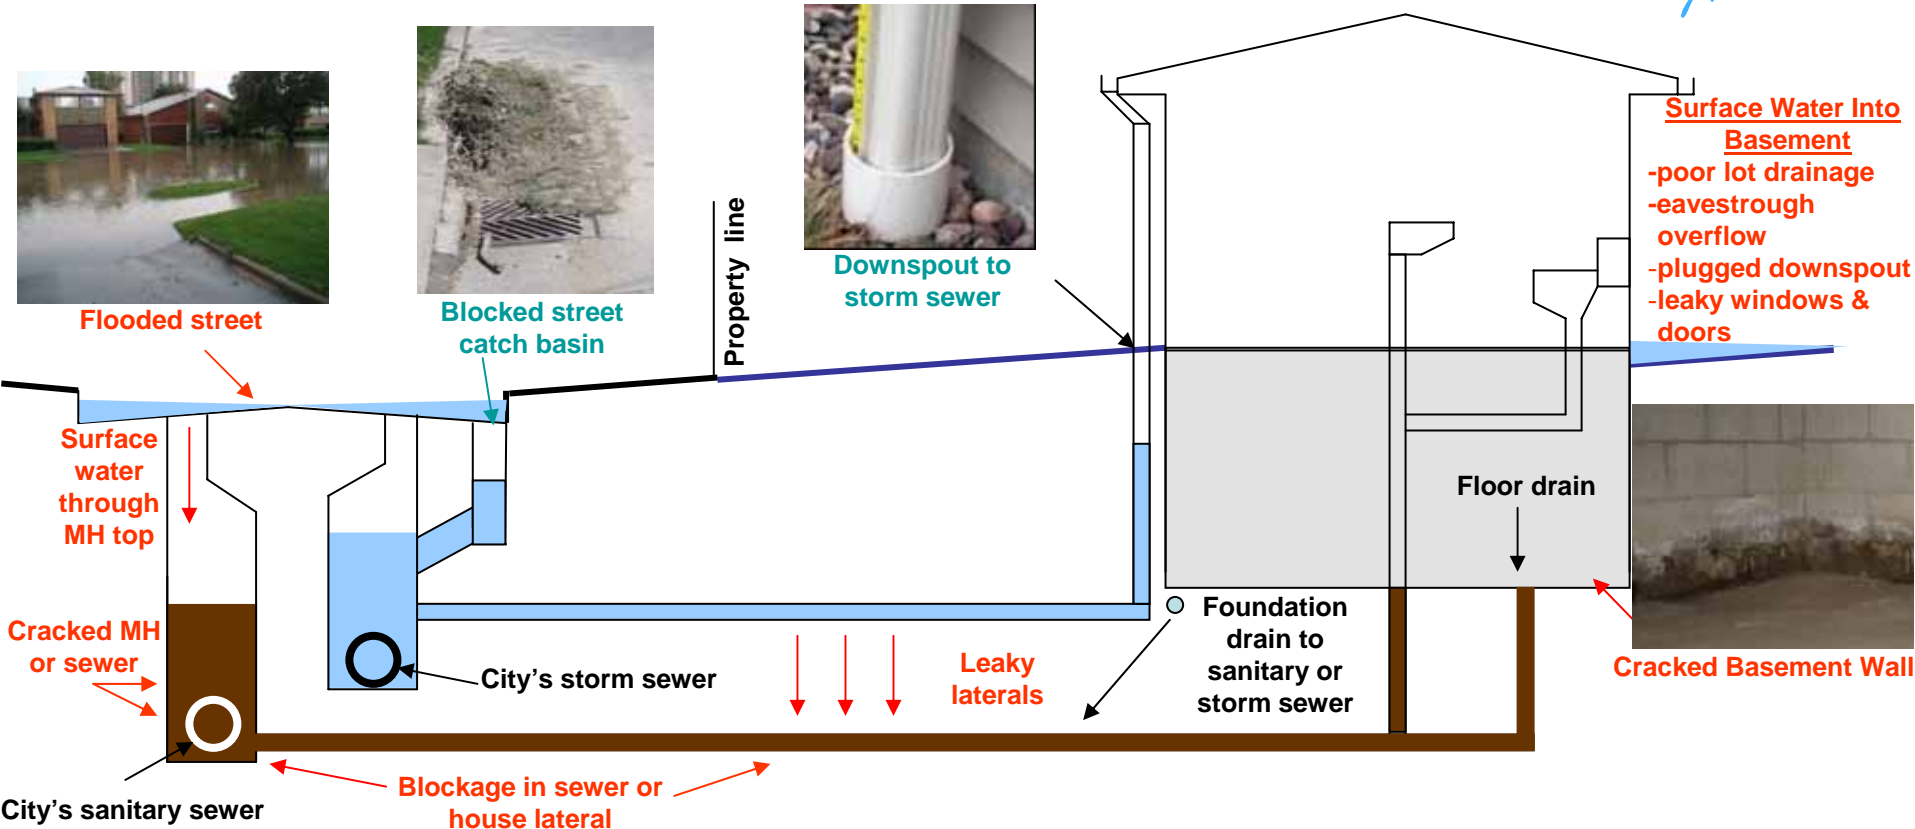 Flooded street
Blocked street
catch basin
Property line
Downspout to
storm sewer
Surface Water Into
Basement
-poor lot drainage
-eavestrough
overflow
-plugged downspout
-leaky windows &
doors
Surface
water
through
MH top
Floor drain
Cracked MH
or sewer
City's storm sewer
Leaky
laterals
Foundation
drain to
sanitary or
storm sewer
Cracked Basement Wall
City's sanitary sewer
Blockage in sewer or
house lateral